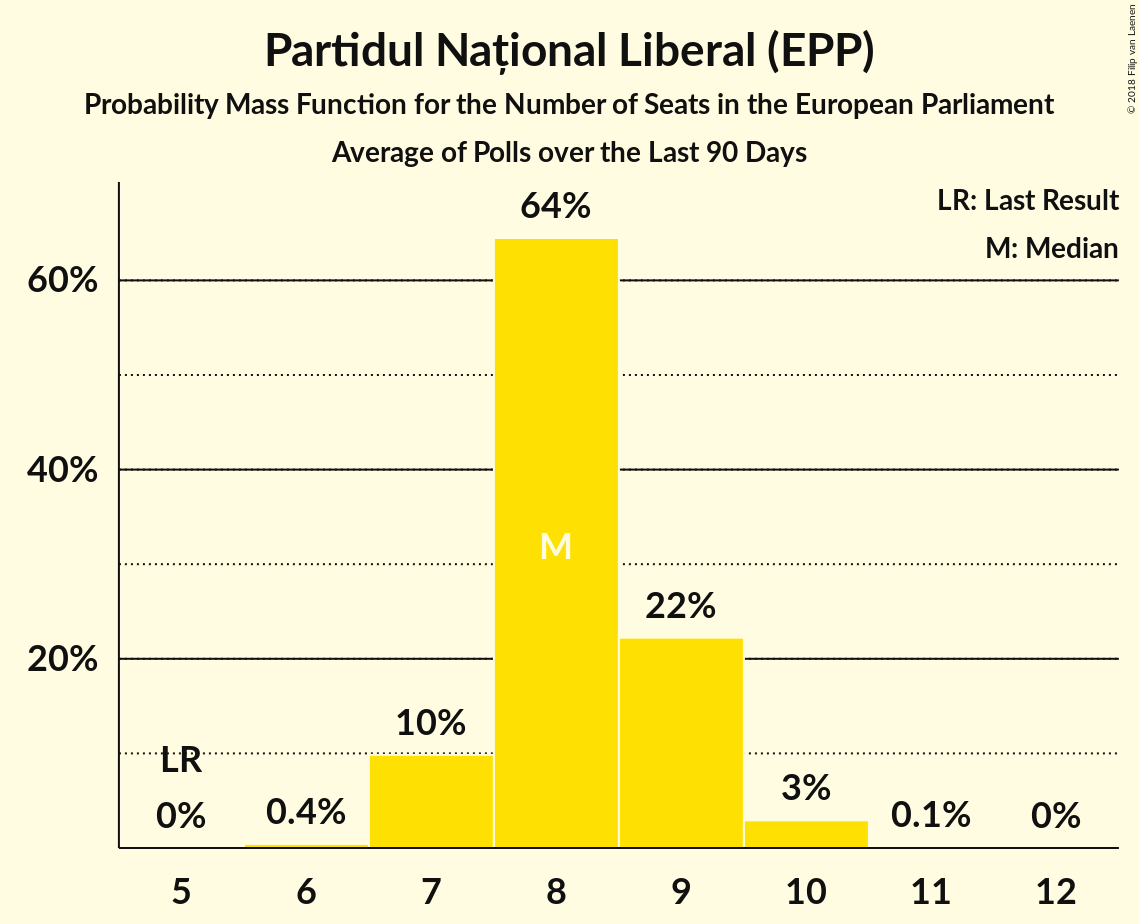 Partidul Național Liberal (EPP)
Probability Mass Function for the Number of Seats in the European Parliament
Average of Polls over the Last 90 Days
© 2018 Filip van Laenen
LR: Last Result
M: Median
64%
60%
40%
M
22%
20%
10%
LR
3%
0%
0.4%
0.1%
0%
5 6 7 8 9 10 11 12